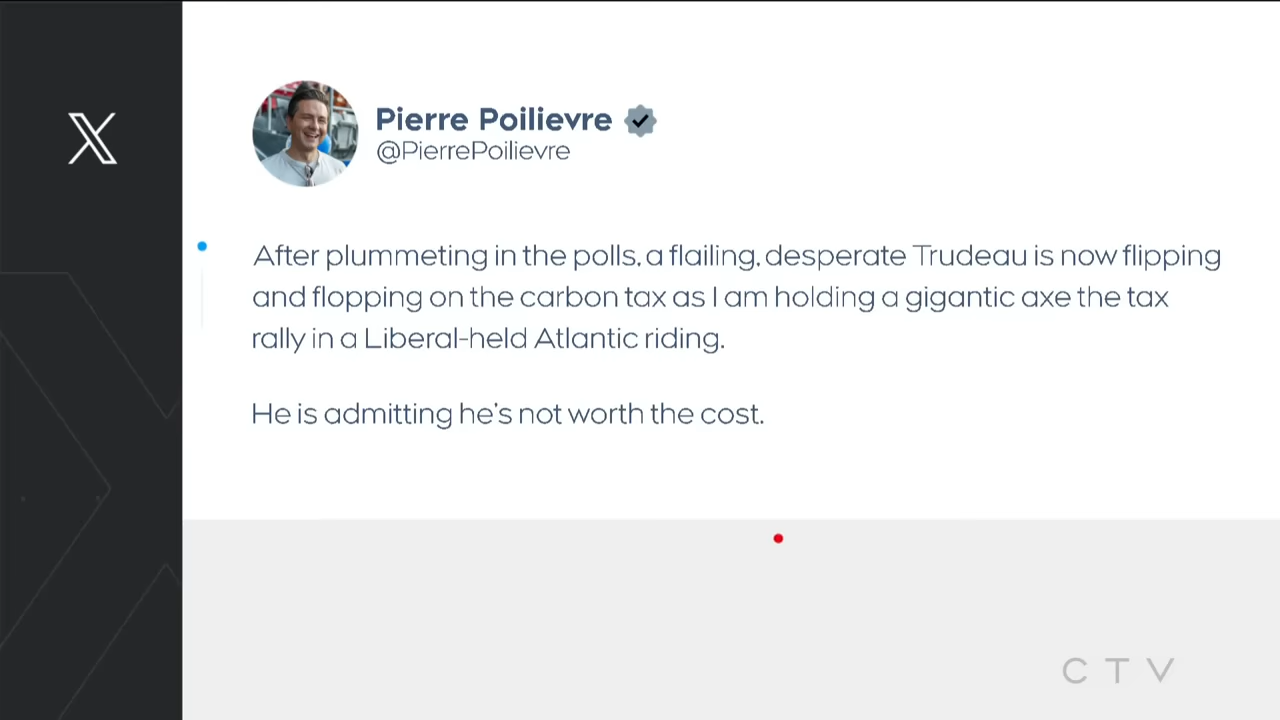 X
Pierre Poilievre
@PierrePoilievre
After plummeting in the polls, a flailing, desperate Trudeau is now flipping
and flopping on the carbon tax as I am holding a gigantic axe the tax
rally in a Liberal-held Atlantic riding.
He is admitting he's not worth the cost.
CTV